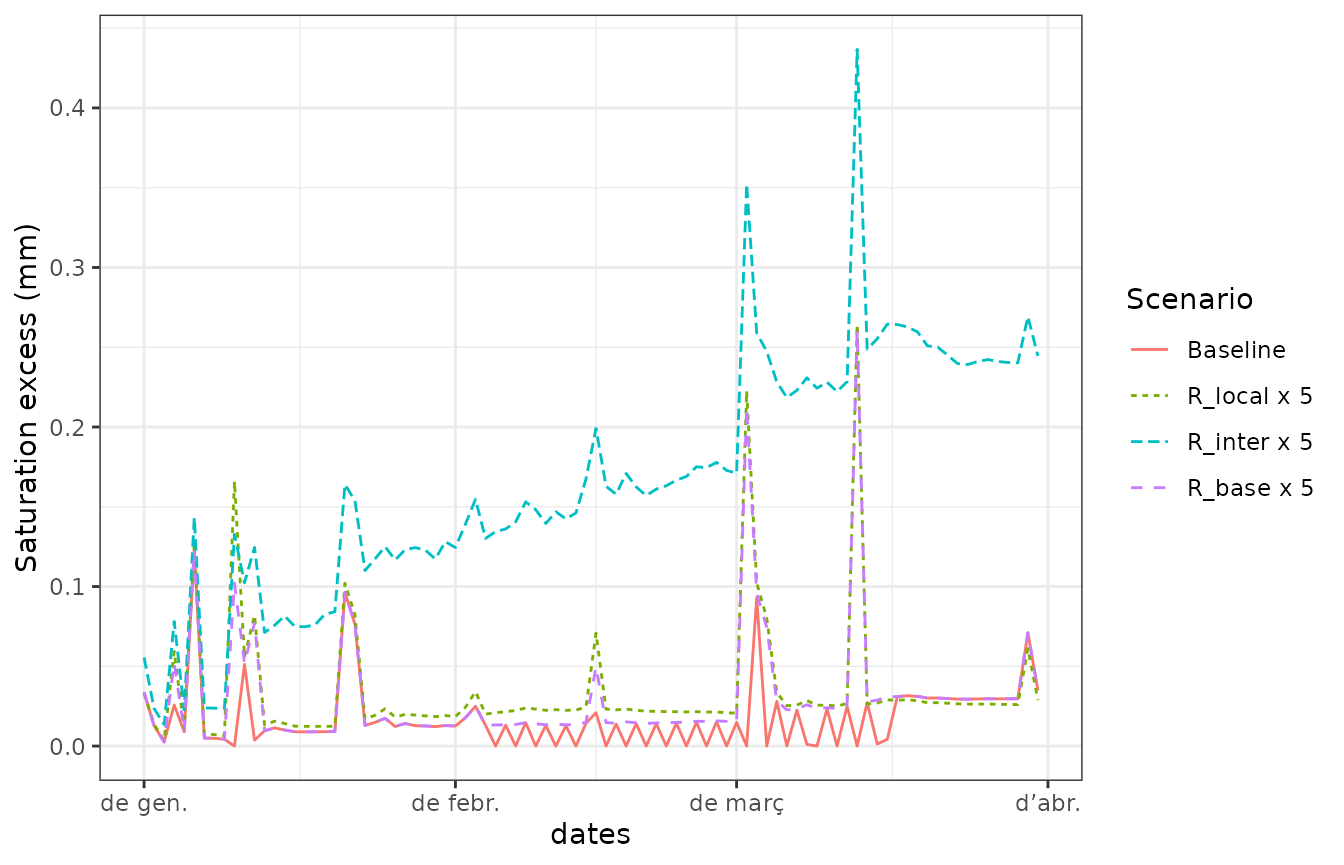 Saturation excess (mm)
0.4
0.3
0.2
0.1
0.0
de gen.
de febr.
de març
d’abr.
dates
Scenario
Baseline
R_local x 5
R_inter x 5
R_base x 5